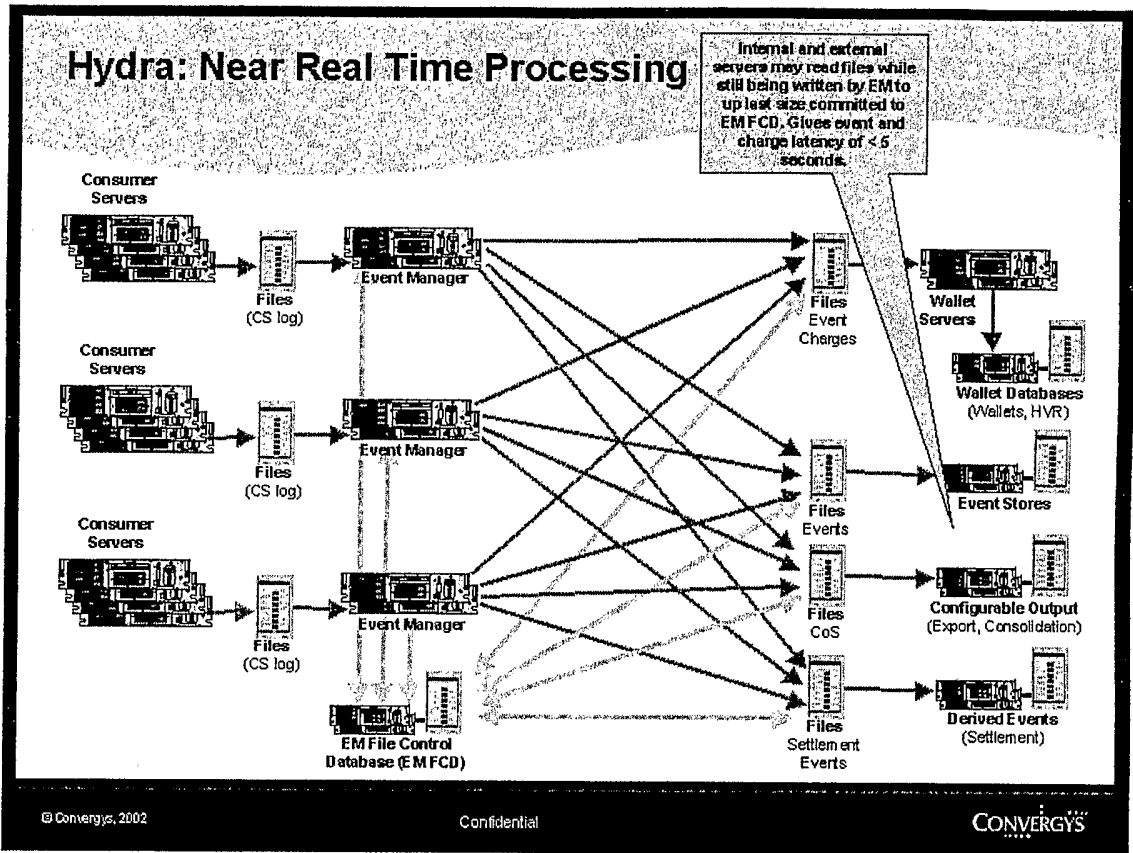 Hydra: Near Real Time Processing
Internal and external
servers may read files while
still being written by EM to
up last size committed to
EM FCD. Gives event and
charge latency of < 5
seconds.
Consumer
Servers
Files
(CS log)
Event Manager
Files
Event
Charges
Wallet
Servers
Wallet Databases
(Wallets, HVR)
Consumer
Servers
Files
(CS log)
Event Manager
Files
Events
Event Stores
Consumer
Servers
Files
(CS log)
Event Manager
Files
CoS
Configurable Output
(Export, Consolidation)
EM File Control
Database (EM FCD)
Files
Settlement
Events
Derived Events
(Settlement)
© Convergys, 2002
Confidential
CONVERGYS